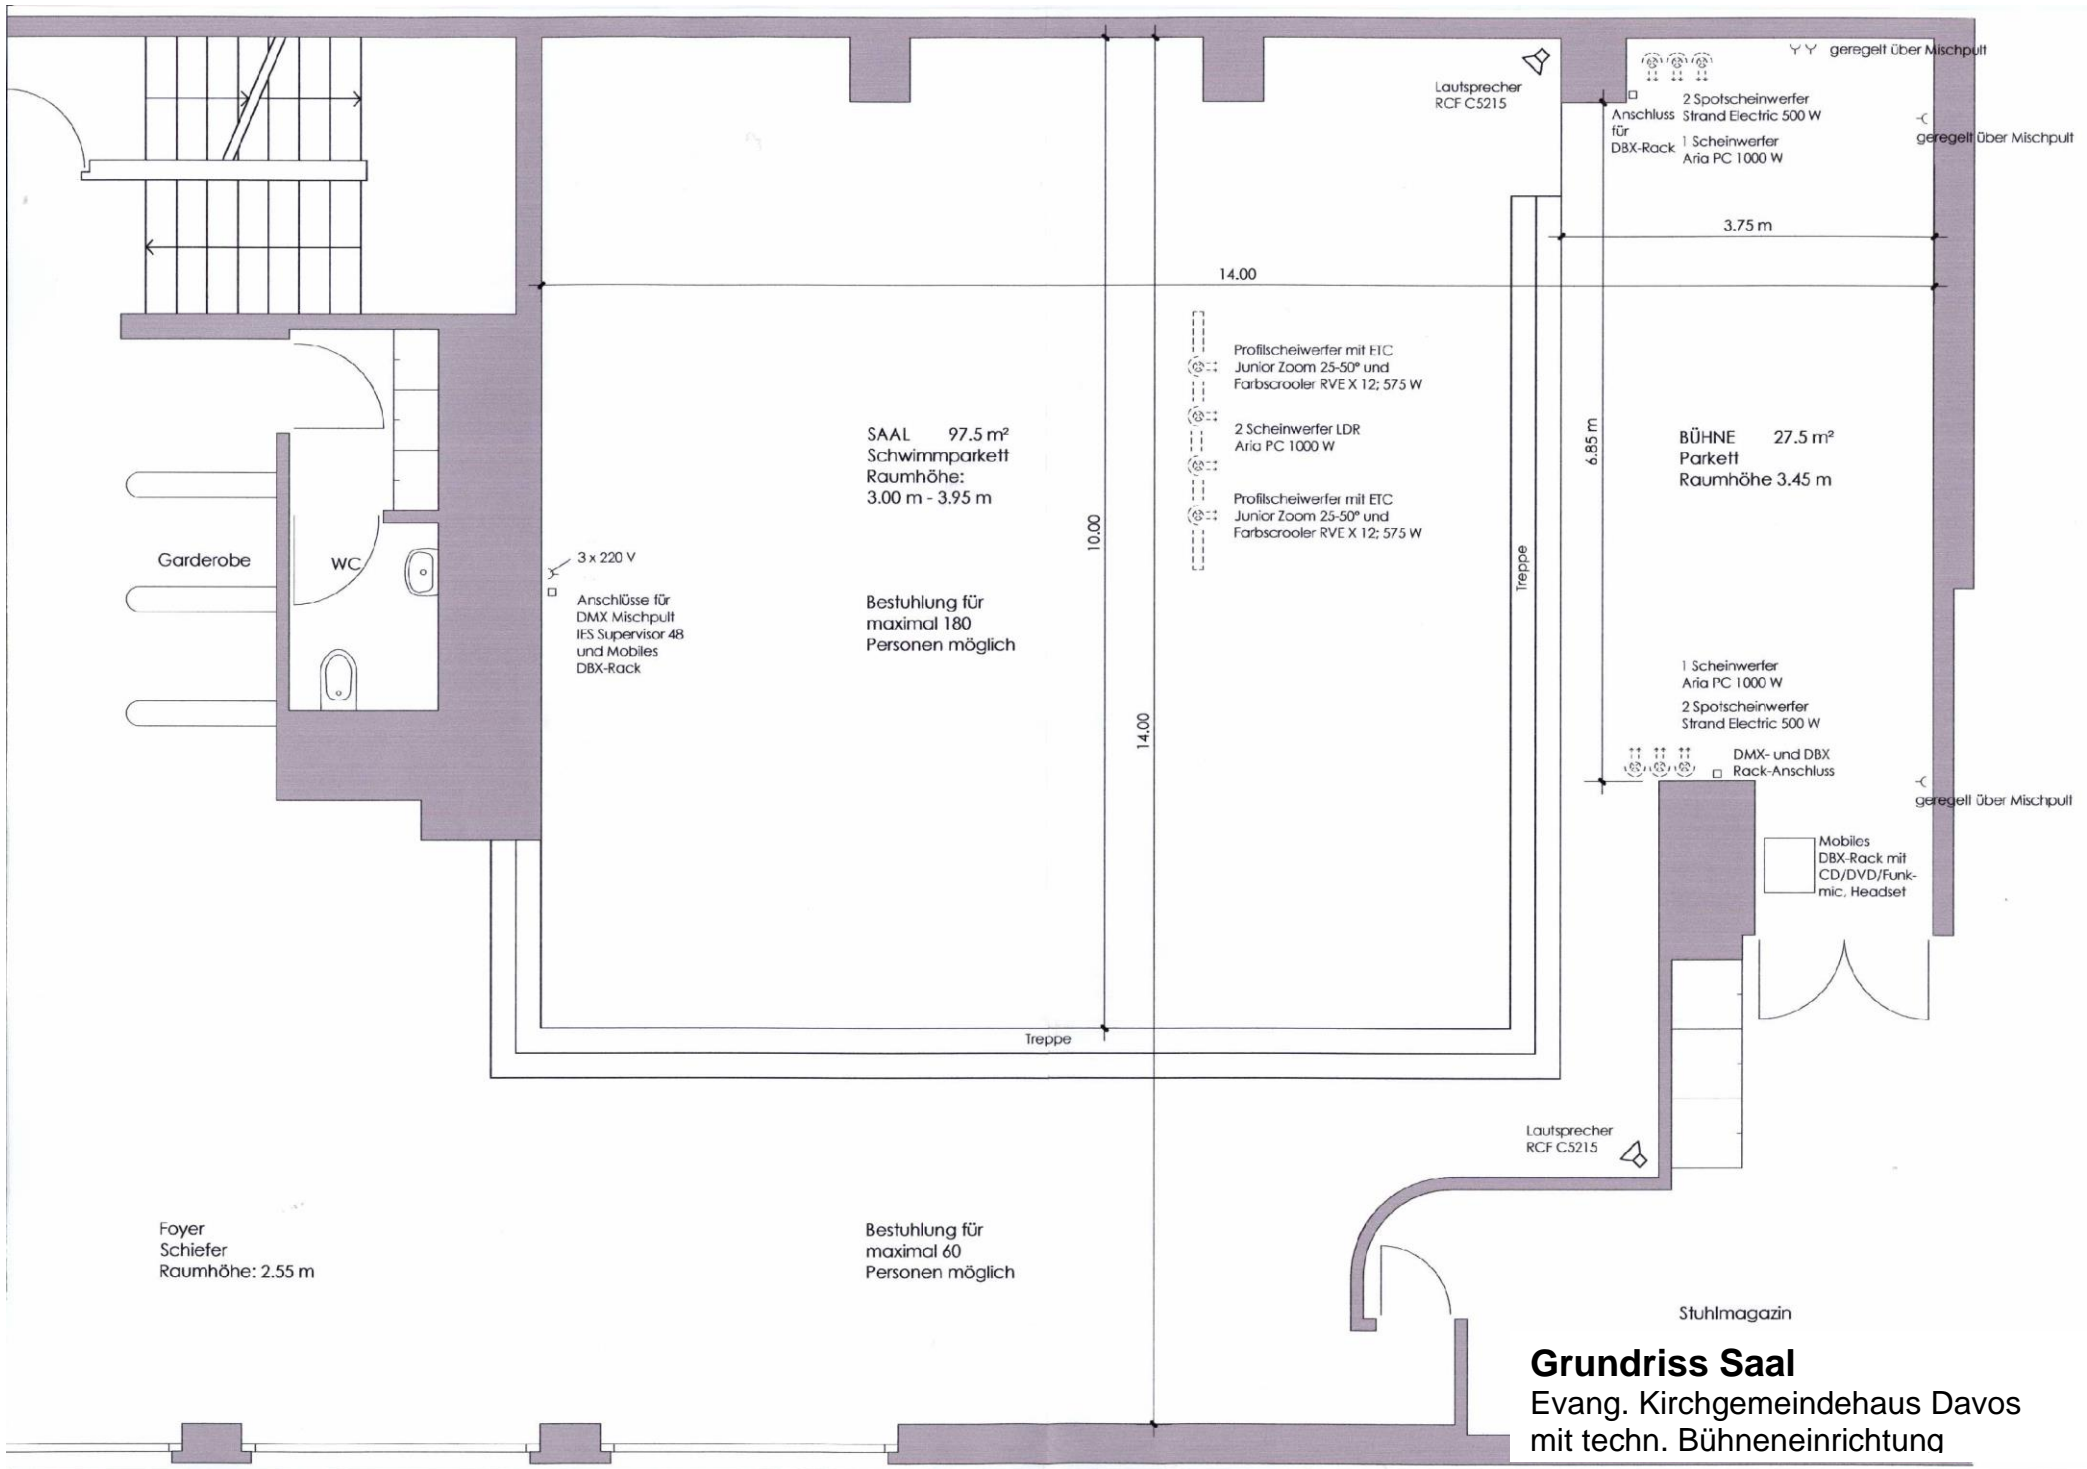 geregelt über Mischpult
Lautsprecher
RCF C5215
2 Spotscheinwerfer
Strand Electric 500 W
1 Scheinwerfer
Aria PC 1000 W
Anschluss
für
DBX-Rack
geregelt über Mischpult
3.75 m
14.00
Profilscheiwerfer mit ETC
Junior Zoom 25-50° und
Farbscrooler RVE X 12; 575 W
2 Scheinwerfer LDR
Aria PC 1000 W
Profilscheiwerfer mit ETC
Junior Zoom 25-50° und
Farbscrooler RVE X 12; 575 W
SAAL 97.5 m²
Schwimmparkett
Raumhöhe:
3.00 m - 3.95 m
6.85 m
BÜHNE 27.5 m²
Parkett
Raumhöhe 3.45 m
10.00
Treppe
Garderobe
WC
3 x 220 V
Anschlüsse für
DMX Mischpult
IES Supervisor 48
und Mobiles
DBX-Rack
Bestuhlung für
maximal 180
Personen möglich
14.00
1 Scheinwerfer
Aria PC 1000 W
2 Spotscheinwerfer
Strand Electric 500 W
DMX- und DBX
Rack-Anschluss
geregelt über Mischpult
Mobiles
DBX-Rack mit
CD/DVD/Funk-
mic, Headset
Treppe
Lautsprecher
RCF C5215
Foyer
Schiefer
Raumhöhe: 2.55 m
Bestuhlung für
maximal 60
Personen möglich
Stuhlmagazin
Grundriss Saal
Evang. Kirchgemeindehaus Davos
mit techn. Bühneneinrichtung